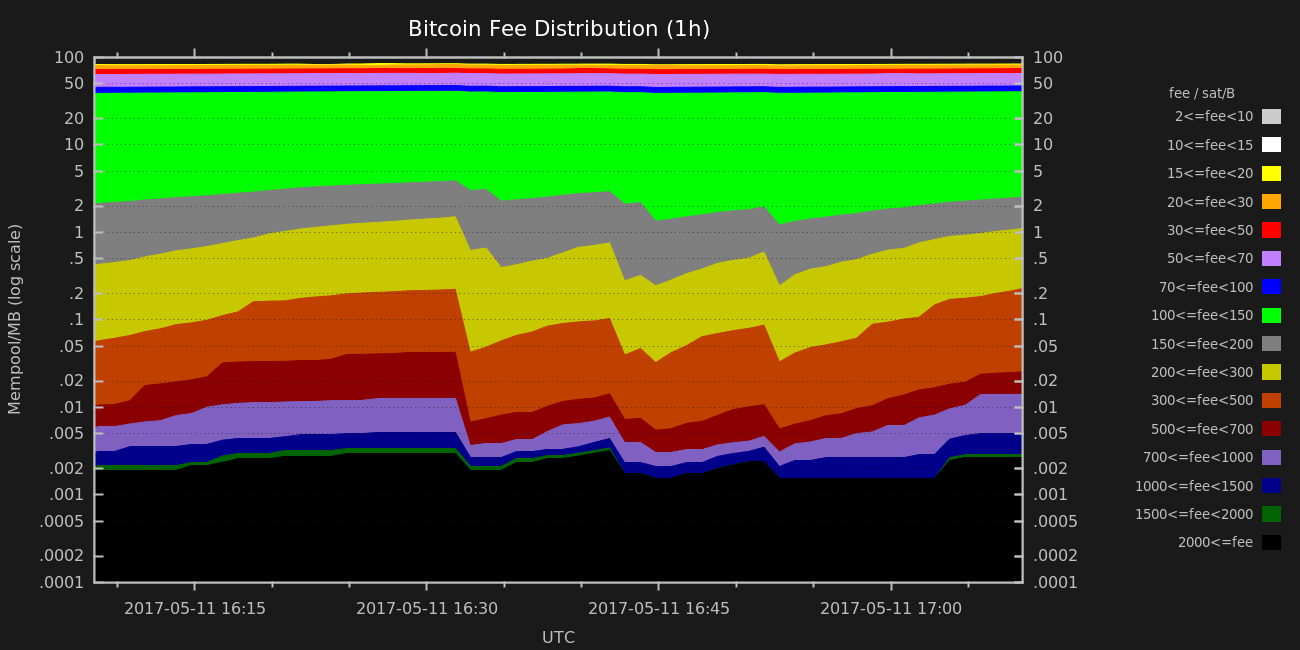 Bitcoin Fee Distribution (1h)
100 100
50 50
20 20
10 10
5 5
2 2
1 1
.5 .5
.2 .2
.1 .1
.05 .05
.02 .02
.01 .01
.005 .005
.002 .002
.001 .001
.0005 .0005
.0002 .0002
.0001 .0001
Mempool/MB (log scale)
2017-05-11 16:15 2017-05-11 16:30 2017-05-11 16:45 2017-05-11 17:00
UTC
fee / sat/B
2<=fee<10
10<=fee<15
15<=fee<20
20<=fee<30
30<=fee<50
50<=fee<70
70<=fee<100
100<=fee<150
150<=fee<200
200<=fee<300
300<=fee<500
500<=fee<700
700<=fee<1000
1000<=fee<1500
1500<=fee<2000
2000<=fee